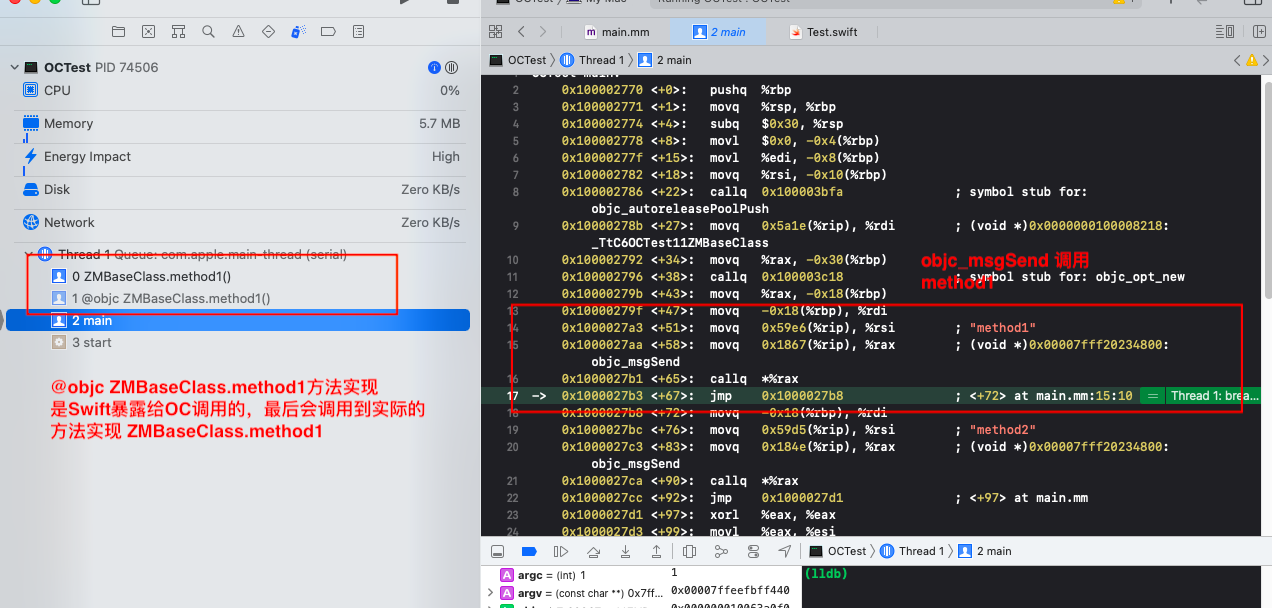 OCTest My Mac
Running OCTest : OCTest
main.mm
2 main
Test.swift
OCTest PID 74506
CPU 0%
Memory 5.7 MB
Energy Impact High
Disk Zero KB/s
Network Zero KB/s
Thread 1 Queue: com.apple.main-thread (serial)
0 ZMBaseClass.method1()
1 @objc ZMBaseClass.method1()
2 main
3 start
@objc ZMBaseClass.method1方法实现
是Swift暴露给OC调用的，最后会调用到实际的
方法实现 ZMBaseClass.method1
OCTest Thread 1 2 main
1 OCTest`main:
2 0x100002770 <+0>: pushq %rbp
3 0x100002771 <+1>: movq %rsp, %rbp
4 0x100002774 <+4>: subq $0x30, %rsp
5 0x100002778 <+8>: movl $0x0, -0x4(%rbp)
6 0x10000277f <+15>: movl %edi, -0x8(%rbp)
7 0x100002782 <+18>: movq %rsi, -0x10(%rbp)
8 0x100002786 <+22>: callq 0x100003bfa ; symbol stub for:
objc_autoreleasePoolPush
9 0x10000278b <+27>: movq 0x5a1e(%rip), %rdi ; (void *)0x0000000100008218:
_TtC6OCTest11ZMBaseClass
10 0x100002792 <+34>: movq %rax, -0x30(%rbp)
objc_msgSend 调用
method1
11 0x100002796 <+38>: callq 0x100003c18 ; symbol stub for: objc_opt_new
12 0x10000279b <+43>: movq %rax, -0x18(%rbp)
13 0x10000279f <+47>: movq -0x18(%rbp), %rdi
14 0x1000027a3 <+51>: movq 0x59e6(%rip), %rsi ; "method1"
15 0x1000027aa <+58>: movq 0x1867(%rip), %rax ; (void *)0x00007fff20234800:
objc_msgSend
16 0x1000027b1 <+65>: callq *%rax
17 -> 0x1000027b3 <+67>: jmp 0x1000027b8 ; <+72> at main.mm:15:10 = Thread 1: brea...
18 0x1000027b8 <+72>: movq -0x18(%rbp), %rdi
19 0x1000027bc <+76>: movq 0x59d5(%rip), %rsi ; "method2"
20 0x1000027c3 <+83>: movq 0x184e(%rip), %rax ; (void *)0x00007fff20234800:
objc_msgSend
21 0x1000027ca <+90>: callq *%rax
22 0x1000027cc <+92>: jmp 0x1000027d1 ; <+97> at main.mm
23 0x1000027d1 <+97>: xorl %eax, %eax
24 0x1000027d3 <+99>: movl %eax, %esi
OCTest Thread 1 2 main
A argc = (int) 1
A argv = (const char **) 0x7ff...
1
0x00007ffeefbff440
(lldb)